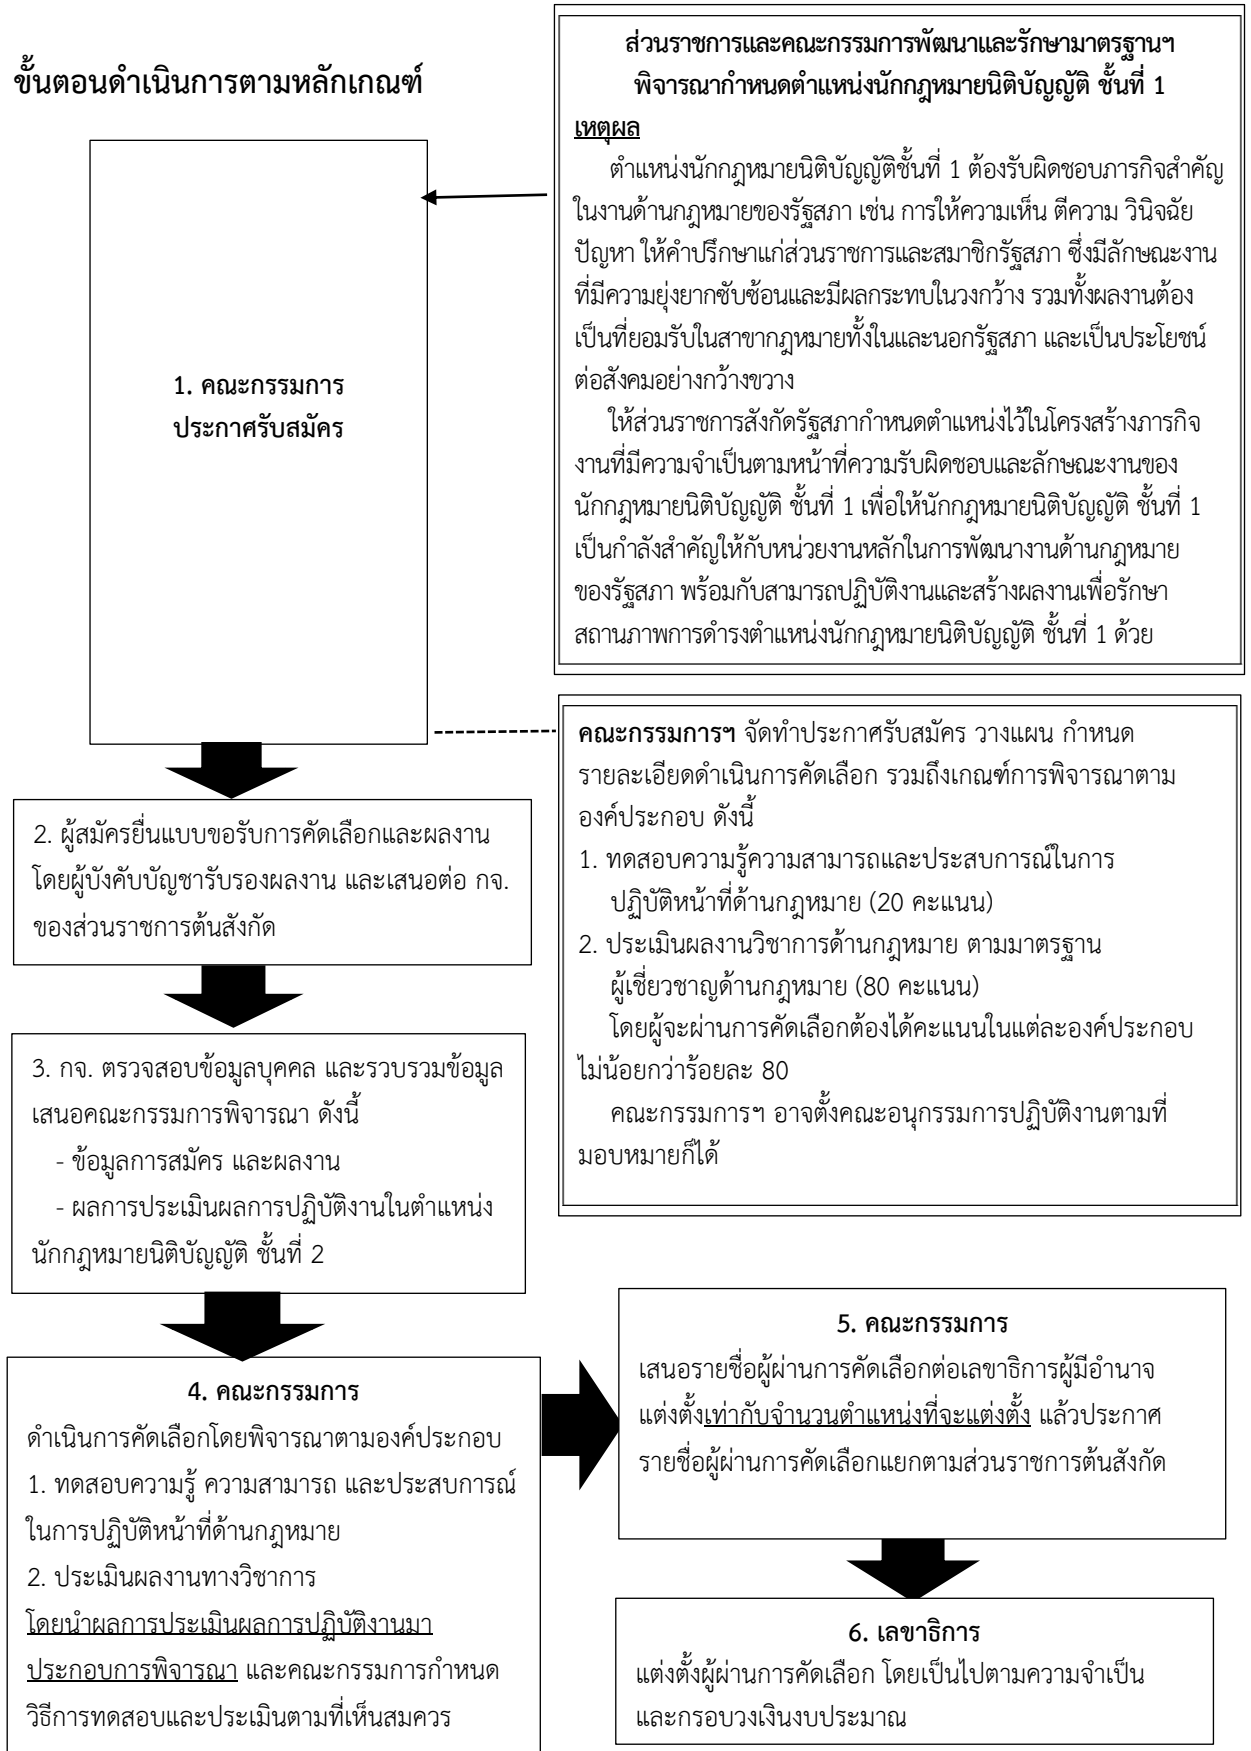 ขั้นตอนดำเนินการตามหลักเกณฑ์
ส่วนราชการและคณะกรรมการพัฒนาและรักษามาตรฐานฯ
พิจารณากำหนดตำแหน่งนักกฎหมายนิติบัญญัติ ชั้นที่ 1
เหตุผล
ตำแหน่งนักกฎหมายนิติบัญญัติชั้นที่ 1 ต้องรับผิดชอบภารกิจสำคัญ
ในงานด้านกฎหมายของรัฐสภา เช่น การให้ความเห็น ตีความ วินิจฉัย
ปัญหา ให้คำปรึกษาแก่ส่วนราชการและสมาชิกรัฐสภา ซึ่งมีลักษณะงาน
ที่มีความยุ่งยากซับซ้อนและมีผลกระทบในวงกว้าง รวมทั้งผลงานต้อง
เป็นที่ยอมรับในสาขากฎหมายทั้งในและนอกรัฐสภา และเป็นประโยชน์
ต่อสังคมอย่างกว้างขวาง
ให้ส่วนราชการสังกัดรัฐสภากำหนดตำแหน่งไว้ในโครงสร้างภารกิจ
งานที่มีความจำเป็นตามหน้าที่ความรับผิดชอบและลักษณะงานของ
นักกฎหมายนิติบัญญัติ ชั้นที่ 1 เพื่อให้นักกฎหมายนิติบัญญัติ ชั้นที่ 1
เป็นกำลังสำคัญให้กับหน่วยงานหลักในการพัฒนางานด้านกฎหมาย
ของรัฐสภา พร้อมกับสามารถปฏิบัติงานและสร้างผลงานเพื่อรักษา
สถานภาพการดำรงตำแหน่งนักกฎหมายนิติบัญญัติ ชั้นที่ 1 ด้วย
1. คณะกรรมการ
ประกาศรับสมัคร
คณะกรรมการฯ จัดทำประกาศรับสมัคร วางแผน กำหนด
รายละเอียดดำเนินการคัดเลือก รวมถึงเกณฑ์การพิจารณาตาม
องค์ประกอบ ดังนี้
1. ทดสอบความรู้ความสามารถและประสบการณ์ในการ
ปฏิบัติหน้าที่ด้านกฎหมาย (20 คะแนน)
2. ประเมินผลงานวิชาการด้านกฎหมาย ตามมาตรฐาน
ผู้เชี่ยวชาญด้านกฎหมาย (80 คะแนน)
โดยผู้จะผ่านการคัดเลือกต้องได้คะแนนในแต่ละองค์ประกอบ
ไม่น้อยกว่าร้อยละ 80
คณะกรรมการฯ อาจตั้งคณะอนุกรรมการปฏิบัติงานตามที่
มอบหมายก็ได้
2. ผู้สมัครยื่นแบบขอรับการคัดเลือกและผลงาน
โดยผู้บังคับบัญชารับรองผลงาน และเสนอต่อ กจ.
ของส่วนราชการต้นสังกัด
3. กจ. ตรวจสอบข้อมูลบุคคล และรวบรวมข้อมูล
เสนอคณะกรรมการพิจารณา ดังนี้
- ข้อมูลการสมัคร และผลงาน
- ผลการประเมินผลการปฏิบัติงานในตำแหน่ง
นักกฎหมายนิติบัญญัติ ชั้นที่ 2
4. คณะกรรมการ
ดำเนินการคัดเลือกโดยพิจารณาตามองค์ประกอบ
1. ทดสอบความรู้ ความสามารถ และประสบการณ์
ในการปฏิบัติหน้าที่ด้านกฎหมาย
2. ประเมินผลงานทางวิชาการ
โดยนำผลการประเมินผลการปฏิบัติงานมา
ประกอบการพิจารณา และคณะกรรมการกำหนด
วิธีการทดสอบและประเมินตามที่เห็นสมควร
5. คณะกรรมการ
เสนอรายชื่อผู้ผ่านการคัดเลือกต่อเลขาธิการผู้มีอำนาจ
แต่งตั้งเท่ากับจำนวนตำแหน่งที่จะแต่งตั้ง แล้วประกาศ
รายชื่อผู้ผ่านการคัดเลือกแยกตามส่วนราชการต้นสังกัด
6. เลขาธิการ
แต่งตั้งผู้ผ่านการคัดเลือก โดยเป็นไปตามความจำเป็น
และกรอบวงเงินงบประมาณ